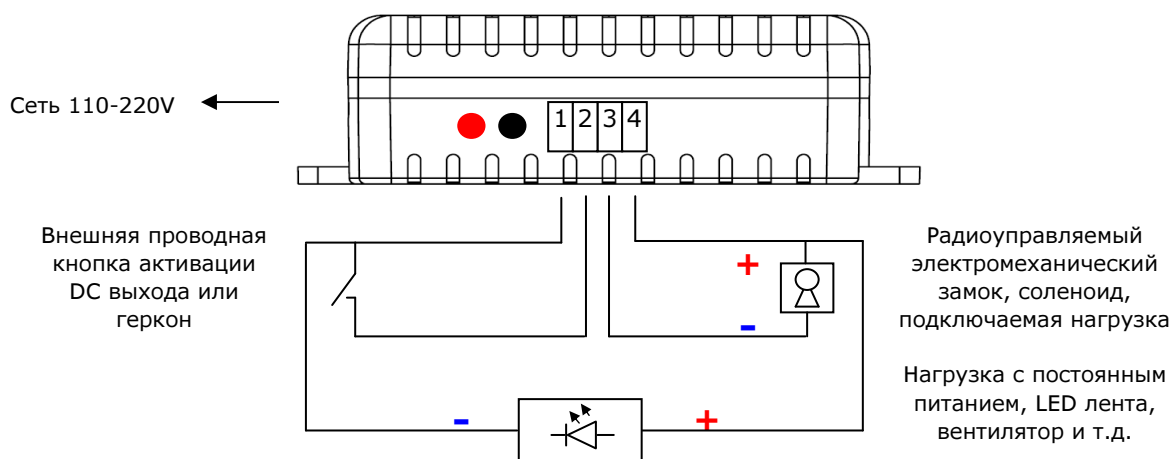 Сеть 110-220V
1 2 3 4
Внешняя проводная
кнопка активации
DC выхода или
геркон
+
-
Радиоуправляемый
электромеханический
замок, соленоид,
подключаемая нагрузка
Нагрузка с постоянным
питанием, LED лента,
вентилятор и т.д.
- +